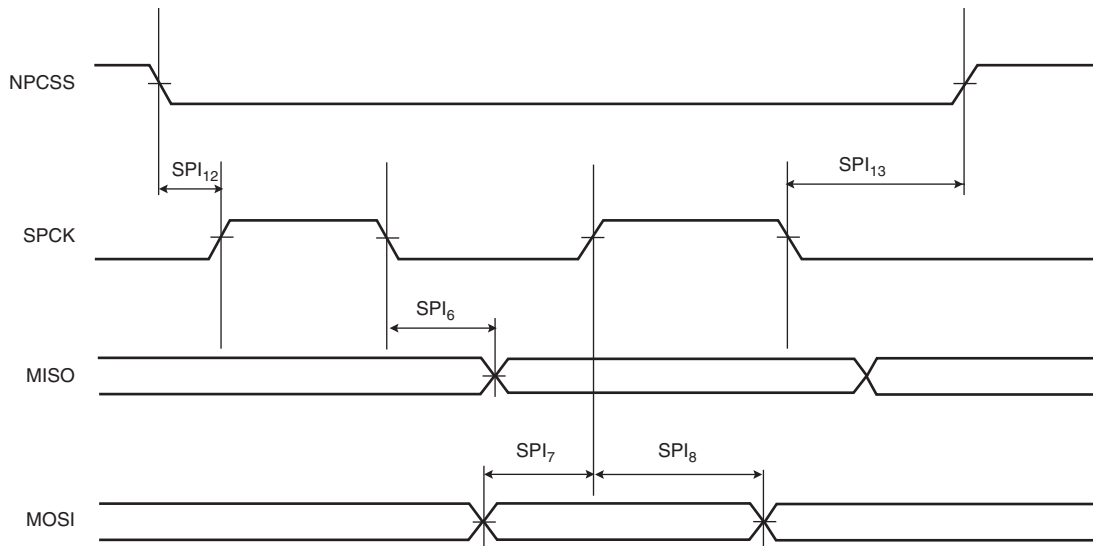 NPCSS
SPI₁₂
SPI₁₃
SPCK
SPI₆
MISO
SPI₇
SPI₈
MOSI